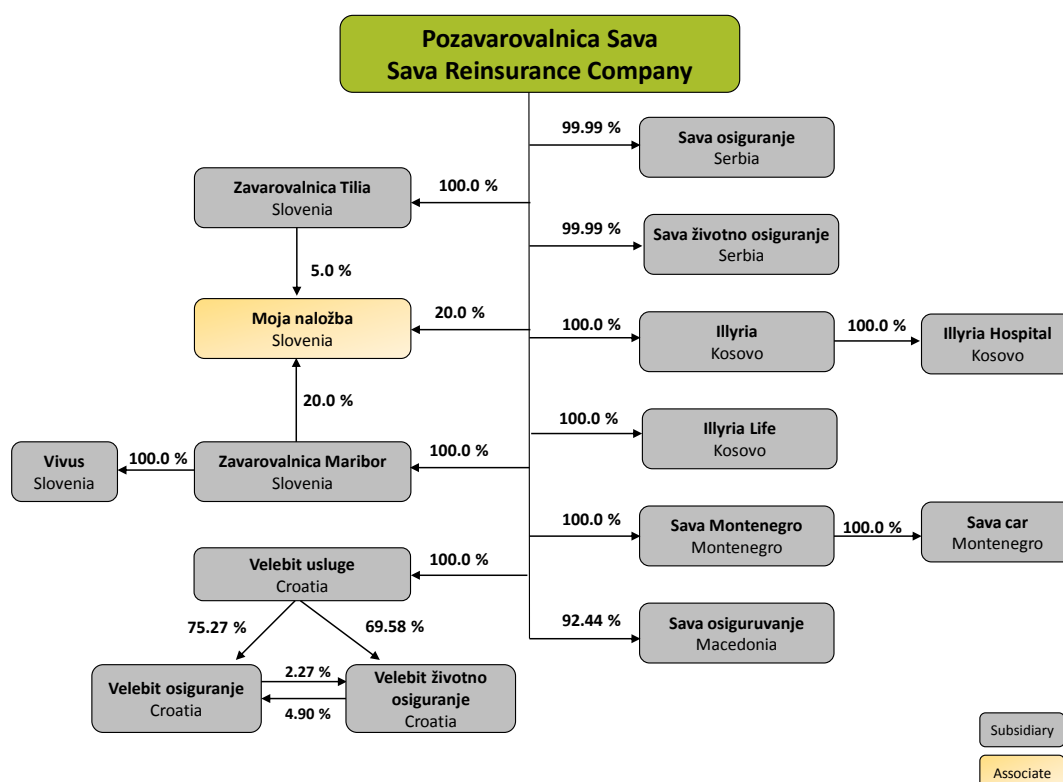 Pozavarovalnica Sava
Sava Reinsurance Company
99.99 %
Sava osiguranje
Serbia
Zavarovalnica Tilia
Slovenia
100.0 %
99.99 %
Sava životno osiguranje
Serbia
5.0 %
Moja naložba
Slovenia
20.0 %
100.0 %
Illyria
Kosovo
100.0 %
Illyria Hospital
Kosovo
20.0 %
100.0 %
Illyria Life
Kosovo
Vivus
Slovenia
100.0 %
Zavarovalnica Maribor
Slovenia
100.0 %
100.0 %
Sava Montenegro
Montenegro
100.0 %
Sava car
Montenegro
Velebit usluge
Croatia
100.0 %
75.27 %
69.58 %
92.44 %
Sava osiguruvanje
Macedonia
Velebit osiguranje
Croatia
2.27 %
4.90 %
Velebit životno
osiguranje
Croatia
Subsidiary
Associate